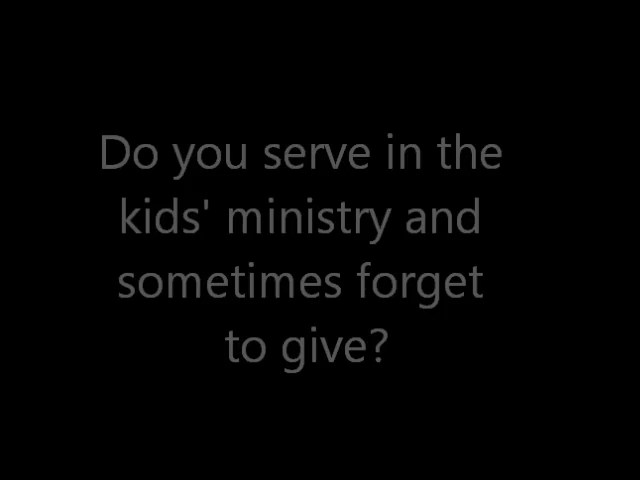 Do you serve in the
kids' ministry and
sometimes forget
to give?